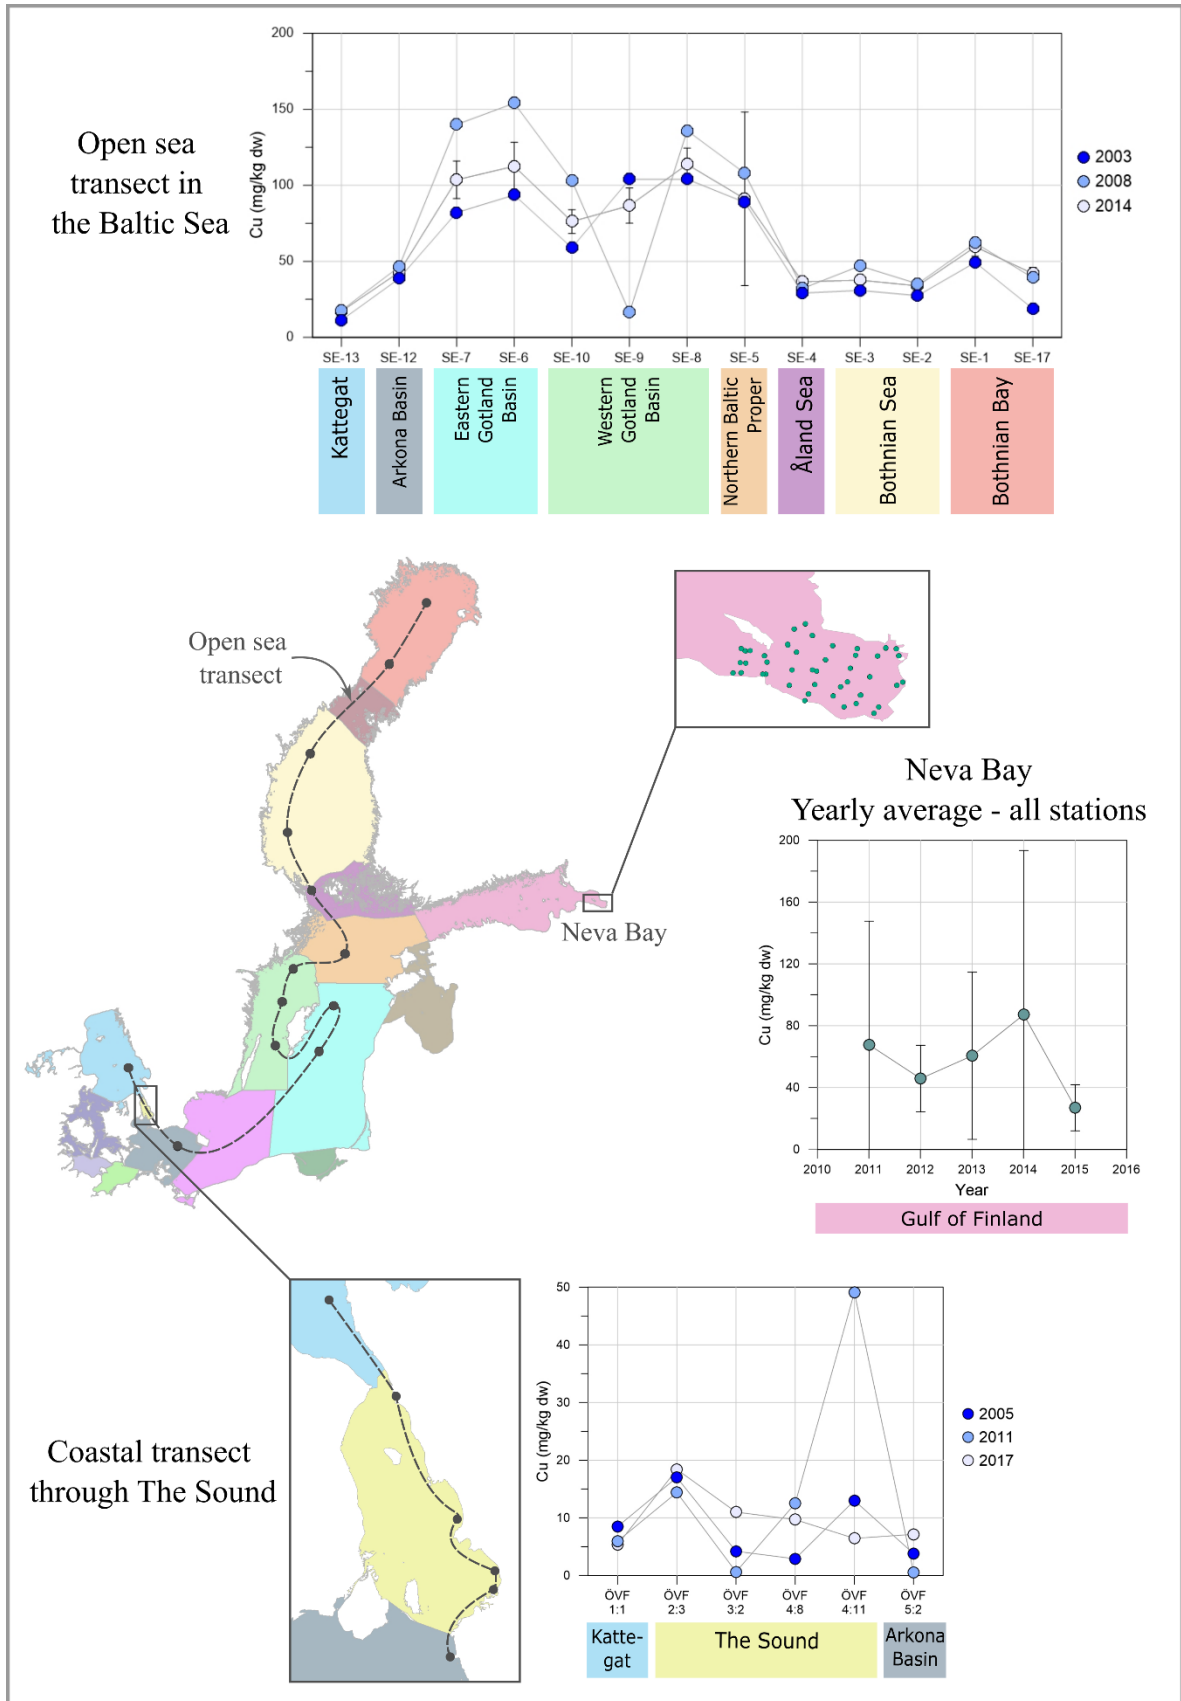 Open sea
transect in
the Baltic Sea
Cu (mg/kg dw)
200
150
100
50
0
2003
2008
2014
SE-13 SE-12 SE-7 SE-6 SE-10 SE-9 SE-8 SE-5 SE-4 SE-3 SE-2 SE-1 SE-17
Kattegat
Arkona Basin
Eastern
Gotland
Basin
Western
Gotland
Basin
Northern Baltic
Proper
Åland Sea
Bothnian Sea
Bothnian Bay
Open sea
transect
Neva Bay
Neva Bay
Yearly average - all stations
Cu (mg/kg dw)
200
160
120
80
40
0
2010 2011 2012 2013 2014 2015 2016
Year
Gulf of Finland
Coastal transect
through The Sound
Cu (mg/kg dw)
50
40
30
20
10
0
2005
2011
2017
ÖVF ÖVF ÖVF ÖVF ÖVF ÖVF
1:1 2:3 3:2 4:8 4:11 5:2
Katte-
gat
The Sound
Arkona
Basin